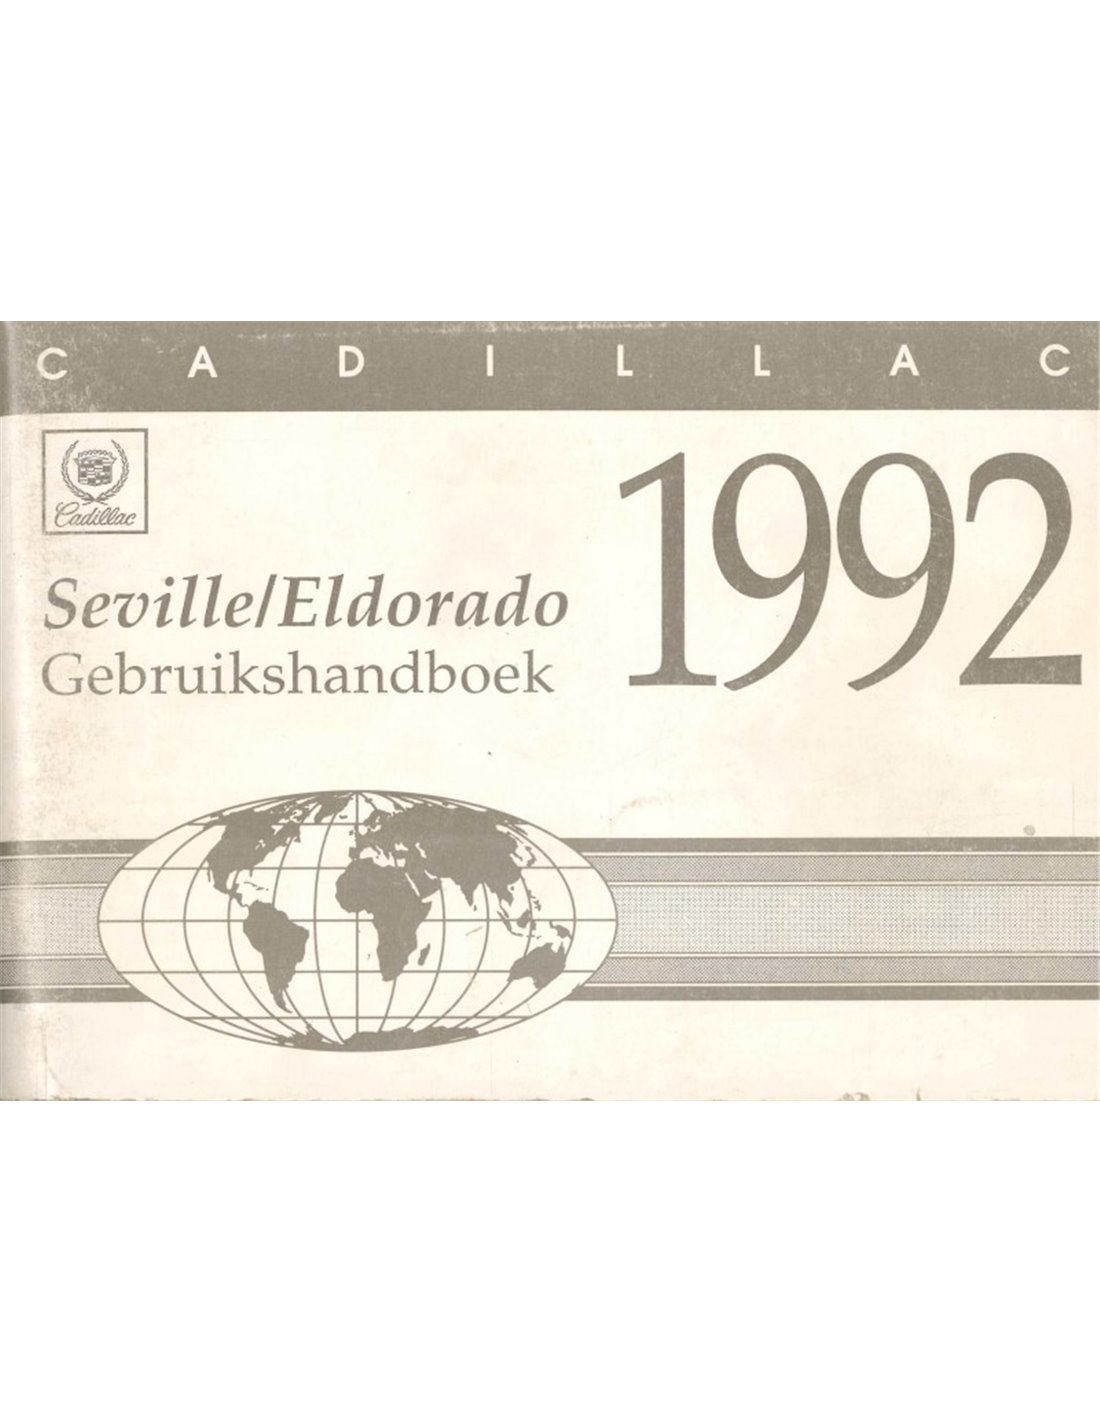 CADILLAC
Cadillac
1992
Seville/Eldorado
Gebruikshandboek